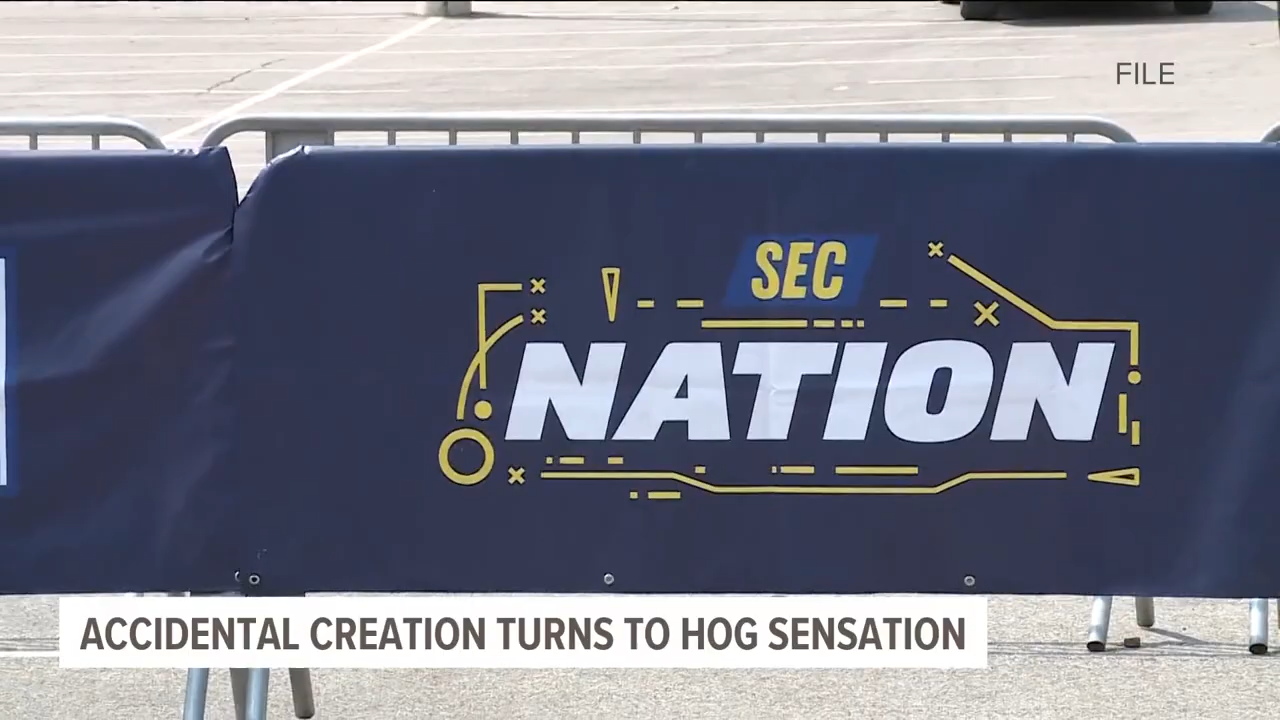 FILE
SEC
NATION
ACCIDENTAL CREATION TURNS TO HOG SENSATION